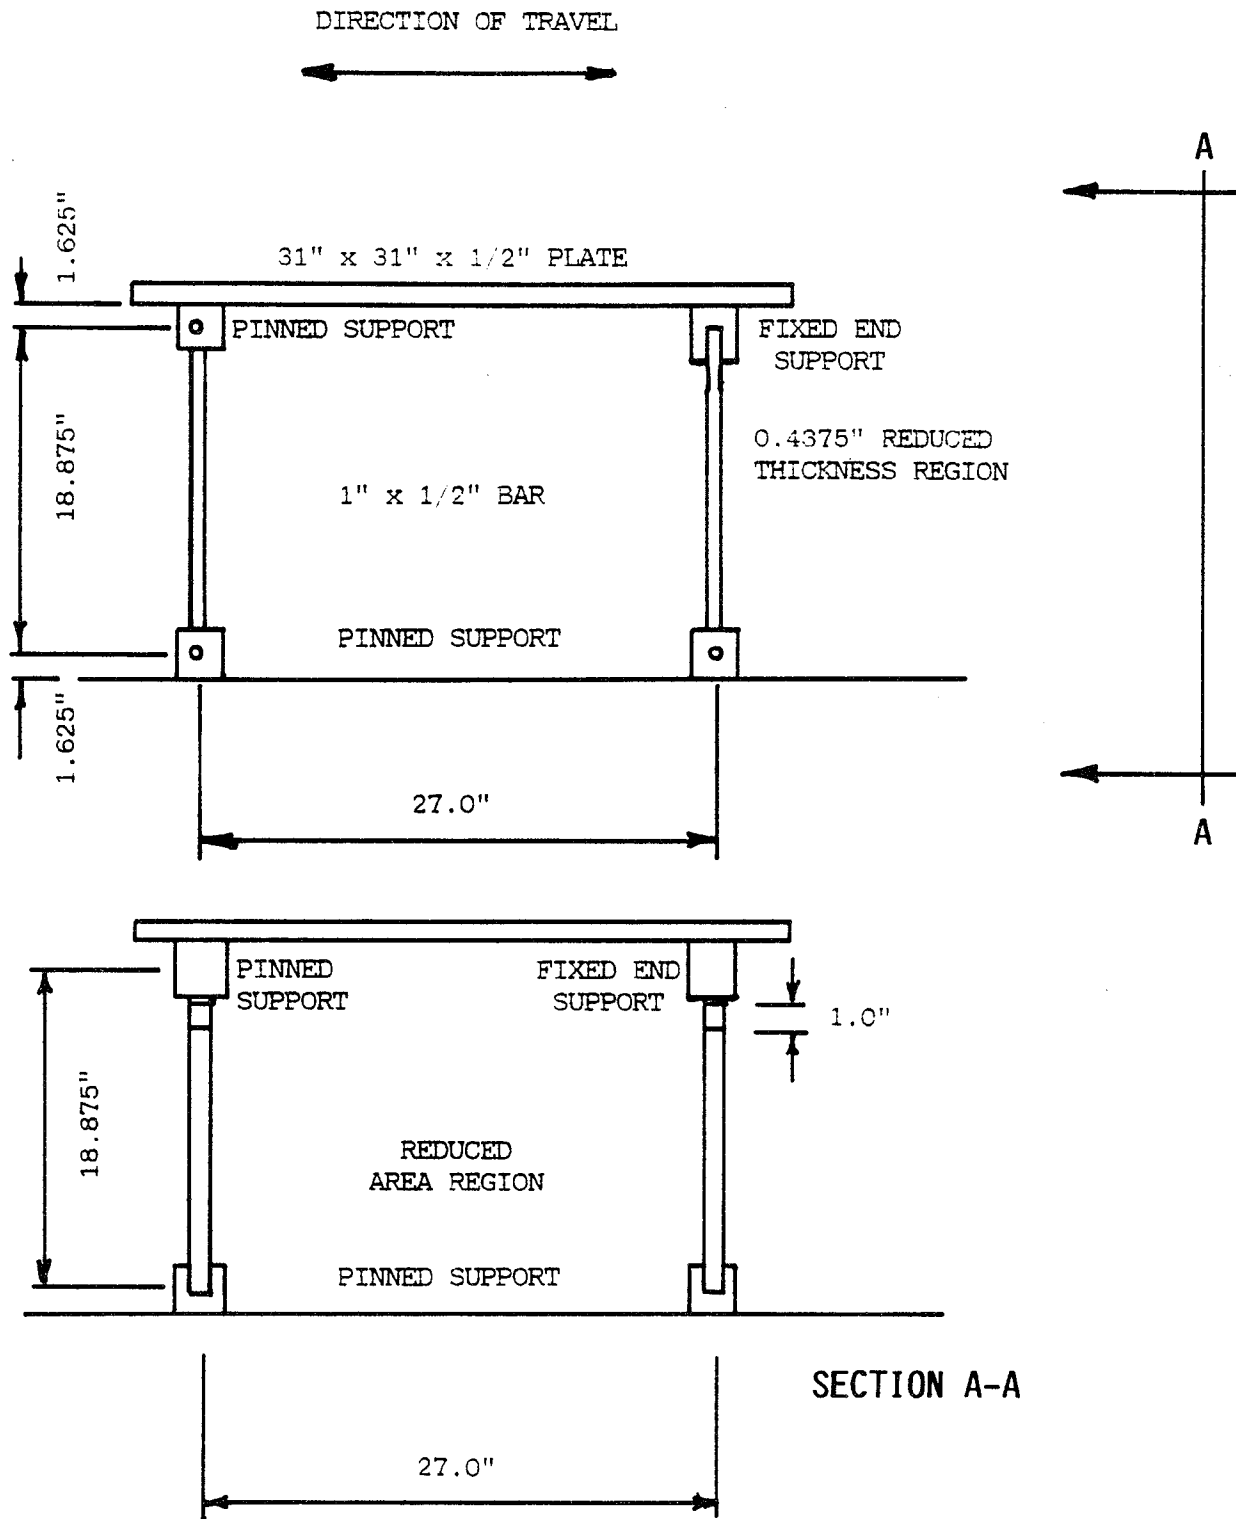 DIRECTION OF TRAVEL
A
1.625"
31" x 31" x 1/2" PLATE
PINNED SUPPORT
FIXED END
SUPPORT
18.875"
0.4375" REDUCED
THICKNESS REGION
1" x 1/2" BAR
PINNED SUPPORT
1.625"
27.0"
A
PINNED
SUPPORT
FIXED END
SUPPORT
1.0"
18.875"
REDUCED
AREA REGION
PINNED SUPPORT
SECTION A-A
27.0"